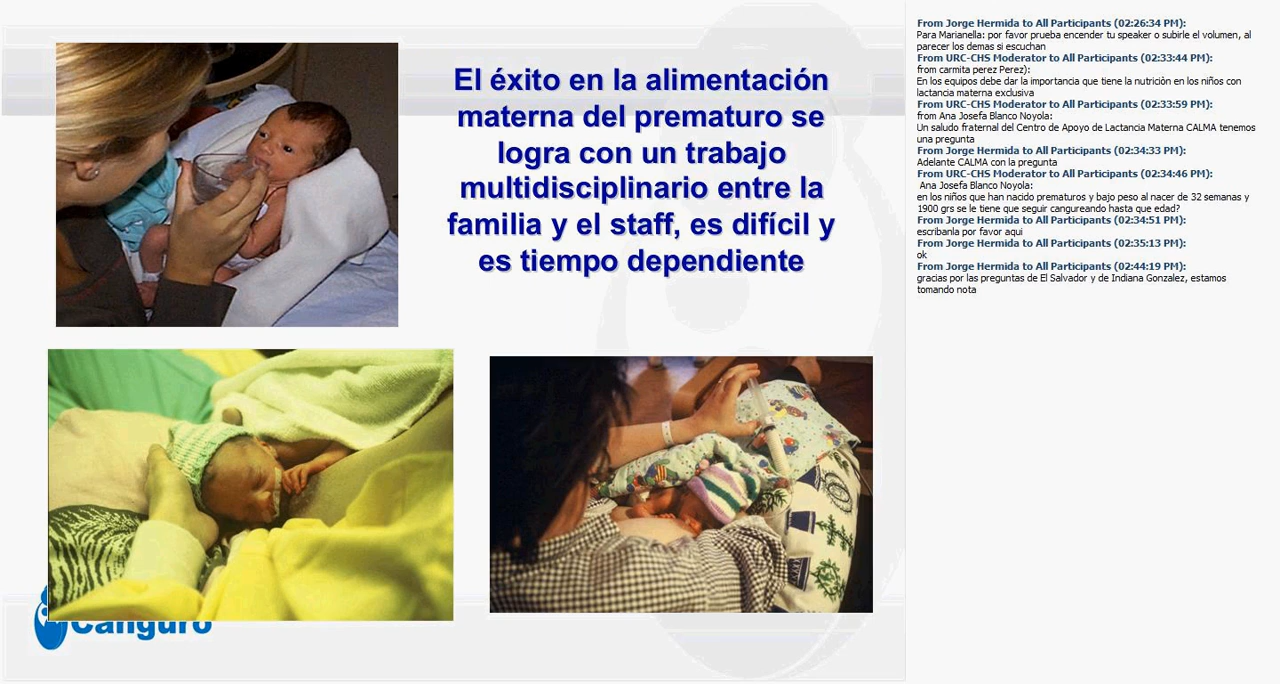 El éxito en la alimentación
materna del prematuro se
logra con un trabajo
multidisciplinario entre la
familia y el staff, es difícil y
es tiempo dependiente
Canguro
From Jorge Hermida to All Participants (02:26:34 PM):
Para Marianella: por favor prueba encender tu speaker o subirle el volumen, al
parecer los demas si escuchan
From URC-CHS Moderator to All Participants (02:33:44 PM):
from carmita perez Perez):
En los equipos debe dar la importancia que tiene la nutrición en los niños con
lactancia materna exclusiva
From URC-CHS Moderator to All Participants (02:33:59 PM):
from Ana Josefa Blanco Noyola:
Un saludo fraternal del Centro de Apoyo de Lactancia Materna CALMA tenemos
una pregunta
From Jorge Hermida to All Participants (02:34:33 PM):
Adelante CALMA con la pregunta
From URC-CHS Moderator to All Participants (02:34:46 PM):
Ana Josefa Blanco Noyola:
en los niños que han nacido prematuros y bajo peso al nacer de 32 semanas y
1900 grs se le tiene que seguir cangureando hasta que edad?
From Jorge Hermida to All Participants (02:34:51 PM):
escribanla por favor aqui
From Jorge Hermida to All Participants (02:35:13 PM):
ok
From Jorge Hermida to All Participants (02:44:19 PM):
gracias por las preguntas de El Salvador y de Indiana Gonzalez, estamos
tomando nota